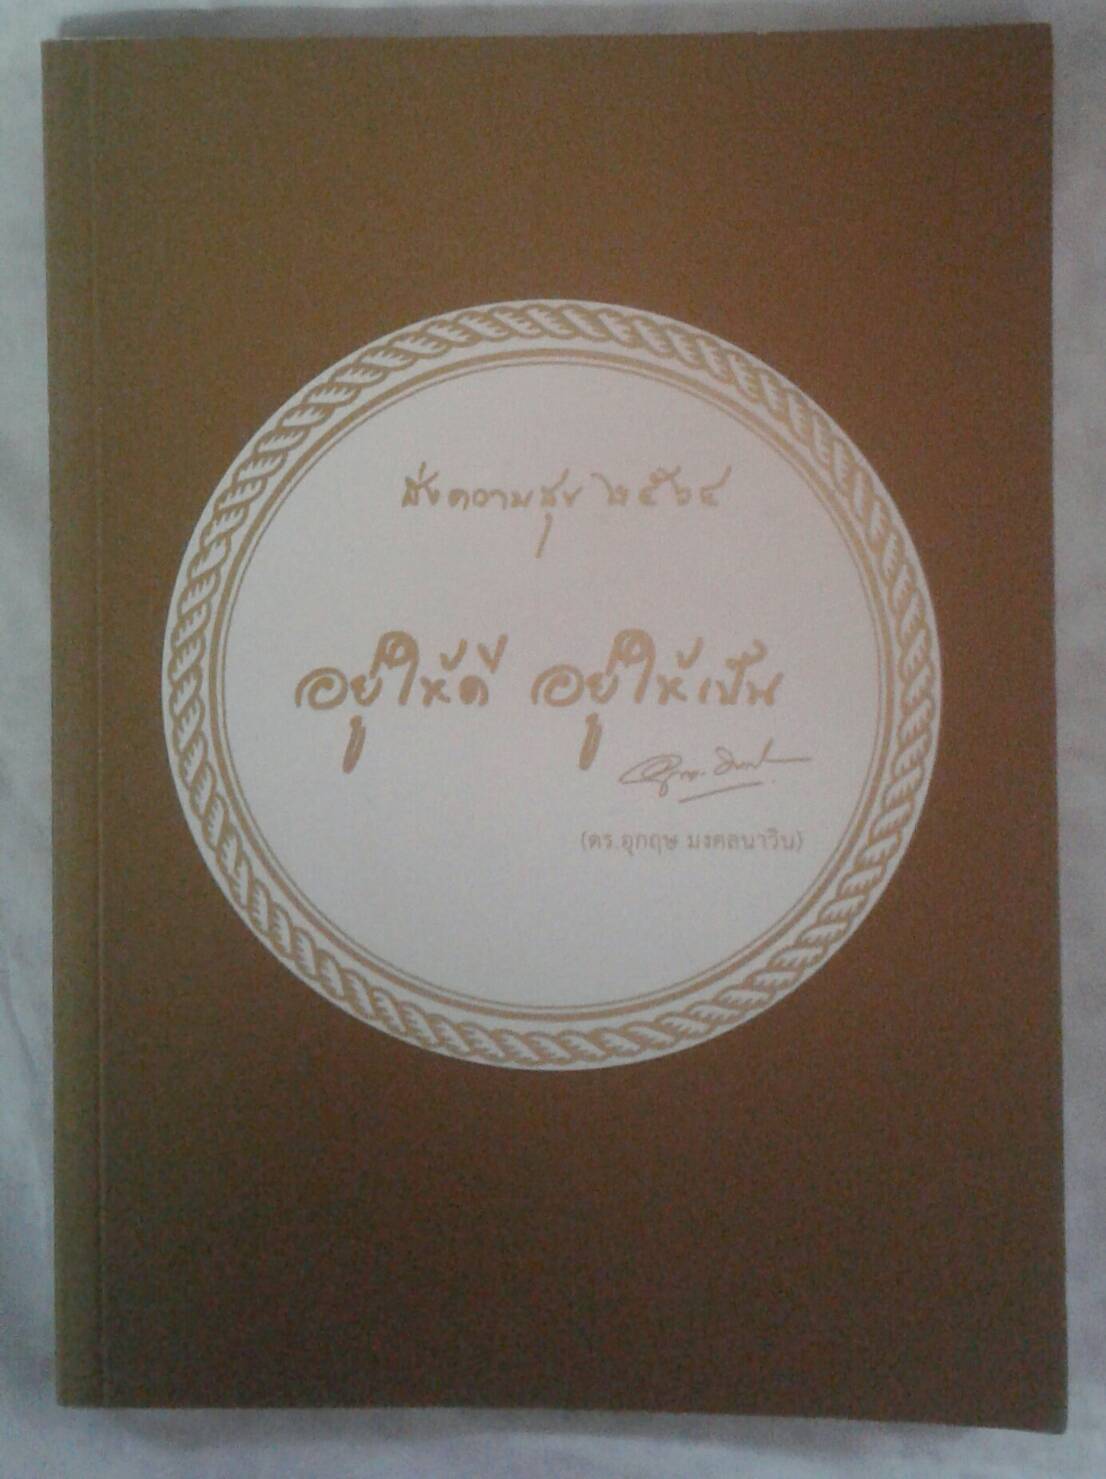 ส่งความสุข ๒๕๖๔
อยู่ให้ดี อยู่ให้เป็น
(ดร.อุกฤษ มงคลนาวิน)